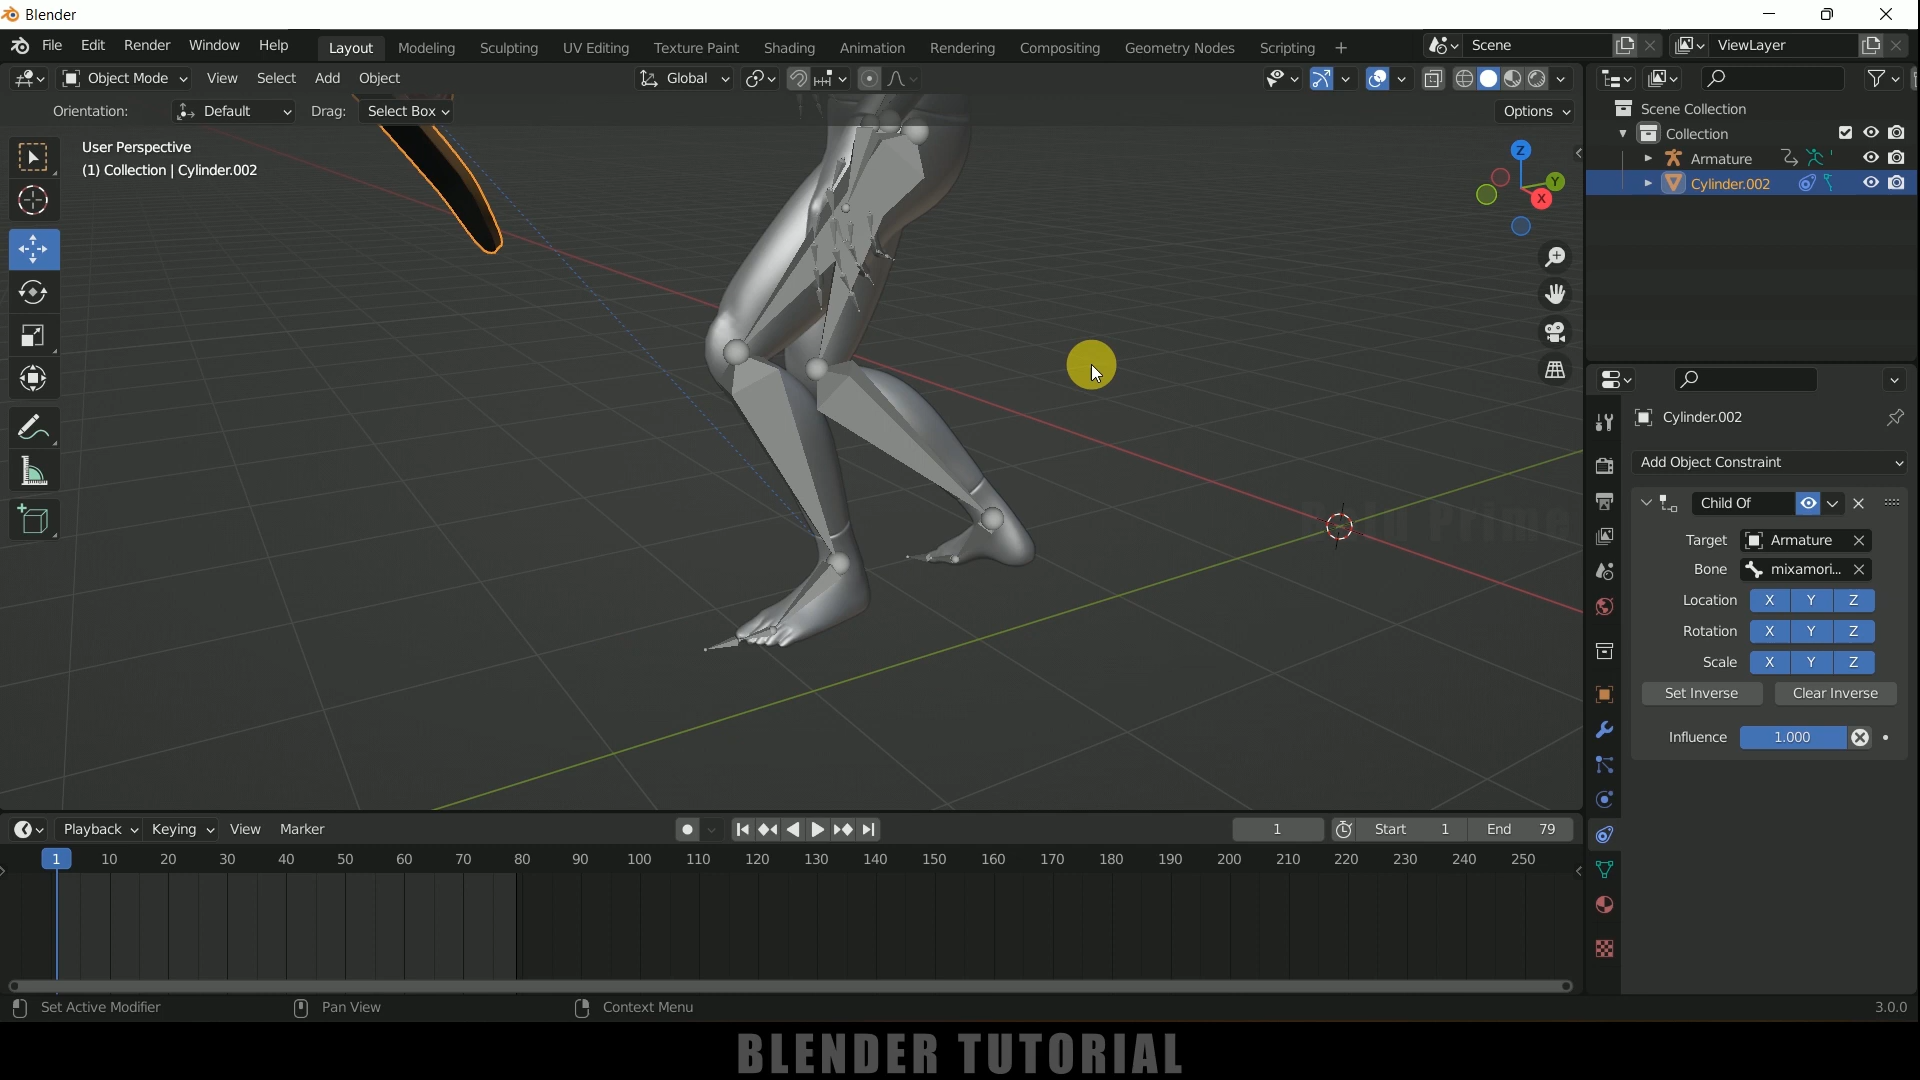 Blender
File Edit Render Window Help Layout Modeling Sculpting UV Editing Texture Paint Shading Animation Rendering Compositing Geometry Nodes Scripting + Scene ViewLayer
Object Mode View Select Add Object Global
Orientation: Default Drag: Select Box Options
User Perspective
(1) Collection | Cylinder.002
Z
Y
X
Scene Collection
Collection
Armature
Cylinder.002
Cylinder.002
Add Object Constraint
Child Of
Target Armature
Bone mixamori...
Location X Y Z
Rotation X Y Z
Scale X Y Z
Set Inverse Clear Inverse
Influence 1.000
Prime
Playback Keying View Marker 1 Start 1 End 79
1 10 20 30 40 50 60 70 80 90 100 110 120 130 140 150 160 170 180 190 200 210 220 230 240 250
Set Active Modifier Pan View Context Menu 3.0.0
BLENDER TUTORIAL